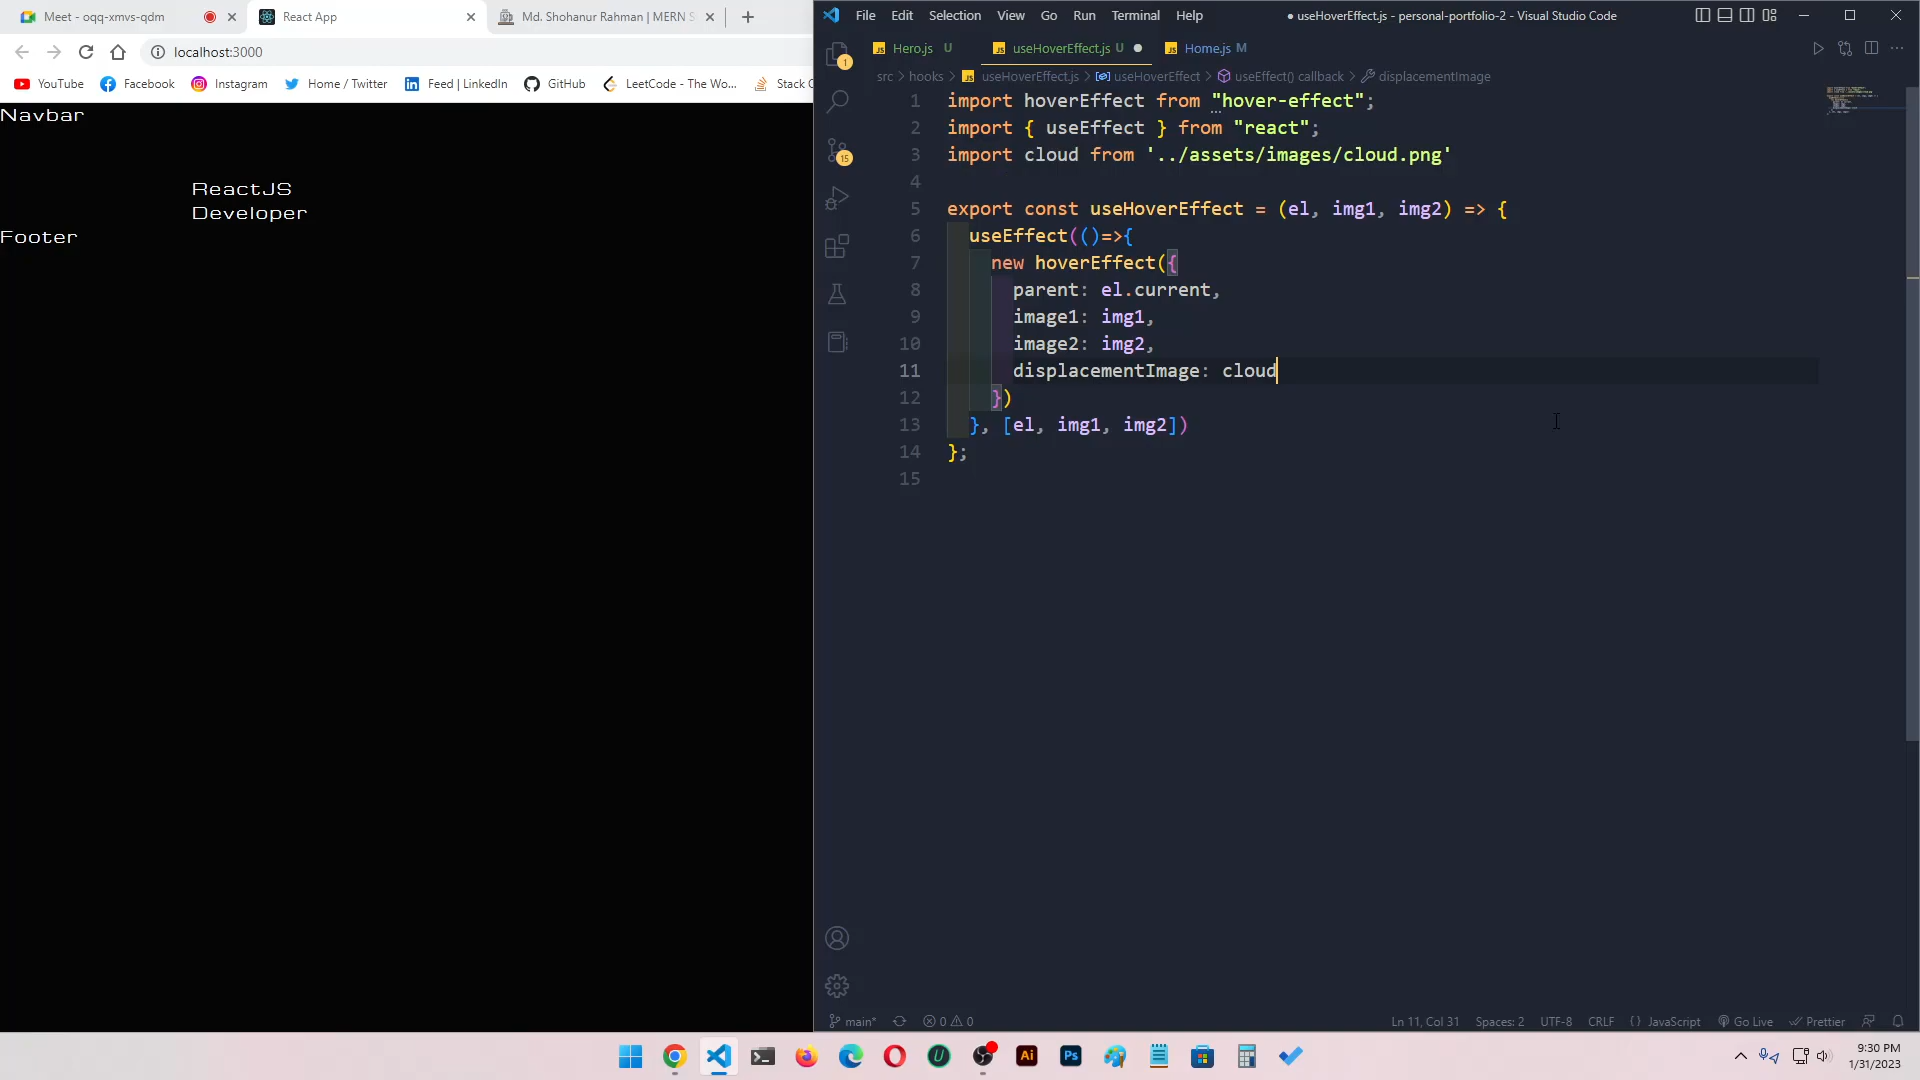 Meet - oqq-xmvs-qdm
React App
Md. Shohanur Rahman | MERN S
localhost:3000
YouTube
Facebook
Instagram
Home / Twitter
Feed | LinkedIn
GitHub
LeetCode - The Wo...
Stack C
Navbar
ReactJS
Developer
Footer
File Edit Selection View Go Run Terminal Help
● useHoverEffect.js - personal-portfolio-2 - Visual Studio Code
Hero.js U
useHoverEffect.js U
Home.js M
src > hooks > useHoverEffect.js > useHoverEffect > useEffect() callback > displacementImage
1 import hoverEffect from "hover-effect";
2 import { useEffect } from "react";
3 import cloud from '../assets/images/cloud.png'
4
5 export const useHoverEffect = (el, img1, img2) => {
6 useEffect(()=>{
7 new hoverEffect({
8 parent: el.current,
9 image1: img1,
10 image2: img2,
11 displacementImage: cloud
12 })
13 }, [el, img1, img2])
14 };
15
1
15
main*
0 0
Ln 11, Col 31
Spaces: 2
UTF-8
CRLF
{} JavaScript
Go Live
Prettier
Ai
Ps
9:30 PM
1/31/2023